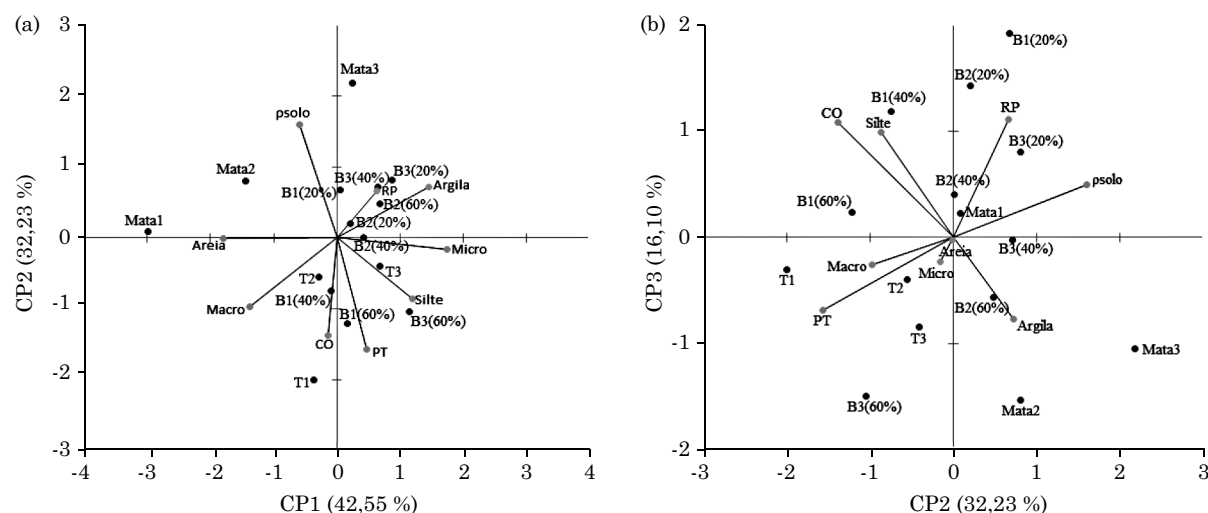 (a)
3
2
1
0
-1
-2
-3
-4
-3
-2
-1
0
1
2
3
4
CP2 (32,23 %)
CP1 (42,55 %)
Mata3
ρsolo
Mata2
B3(40%)
B3(20%)
B1(20%)
RP
Argila
B2(60%)
Mata1
B2(20%)
Areia
B2(40%)
Micro
T2
T3
B1(40%)
Silte
Macro
B1(60%)
B3(60%)
CO
PT
T1
(b)
2
1
0
-1
-2
-3
-2
-1
0
1
2
3
CP3 (16,10 %)
CP2 (32,23 %)
B1(20%)
B2(20%)
B1(40%)
CO
Silte
RP
B3(20%)
B2(40%)
ρsolo
B1(60%)
Mata1
Areia
B3(40%)
Macro
Micro
T1
T2
B2(60%)
PT
Argila
T3
Mata3
B3(60%)
Mata2